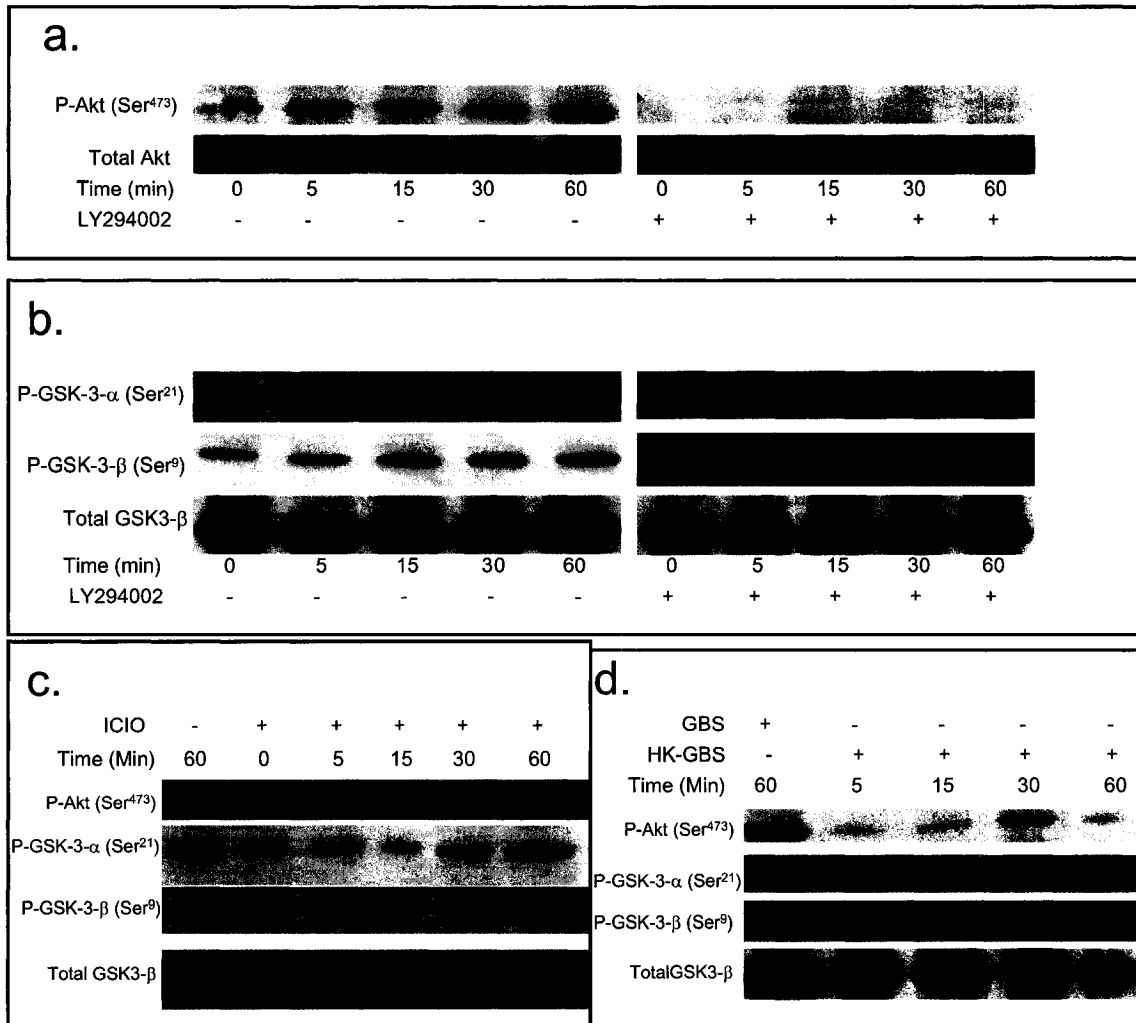 a.
P-Akt (Ser⁴⁷³)
Total Akt
Time (min) 0 5 15 30 60 0 5 15 30 60
LY294002 - - - - - + + + + +
b.
P-GSK-3-α (Ser²¹)
P-GSK-3-β (Ser⁹)
Total GSK3-β
Time (min) 0 5 15 30 60 0 5 15 30 60
LY294002 - - - - - + + + + +
c.
ICIO - + + + + +
Time (Min) 60 0 5 15 30 60
P-Akt (Ser⁴⁷³)
P-GSK-3-α (Ser²¹)
P-GSK-3-β (Ser⁹)
Total GSK3-β
d.
GBS + - - - -
HK-GBS - + + + +
Time (Min) 60 5 15 30 60
P-Akt (Ser⁴⁷³)
P-GSK-3-α (Ser²¹)
P-GSK-3-β (Ser⁹)
TotalGSK3-β